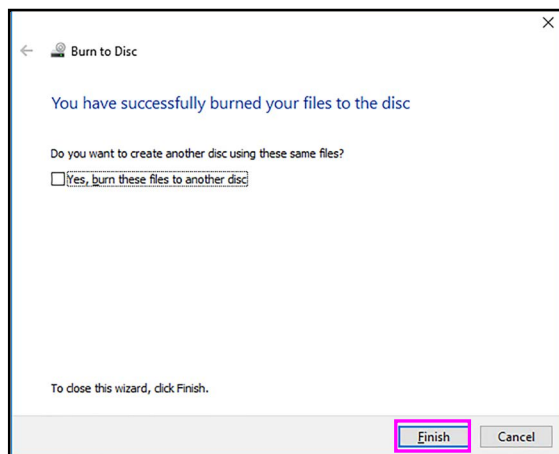 Burn to Disc
You have successfully burned your files to the disc
Do you want to create another disc using these same files?
Yes, burn these files to another disc
To close this wizard, click Finish.
Finish Cancel